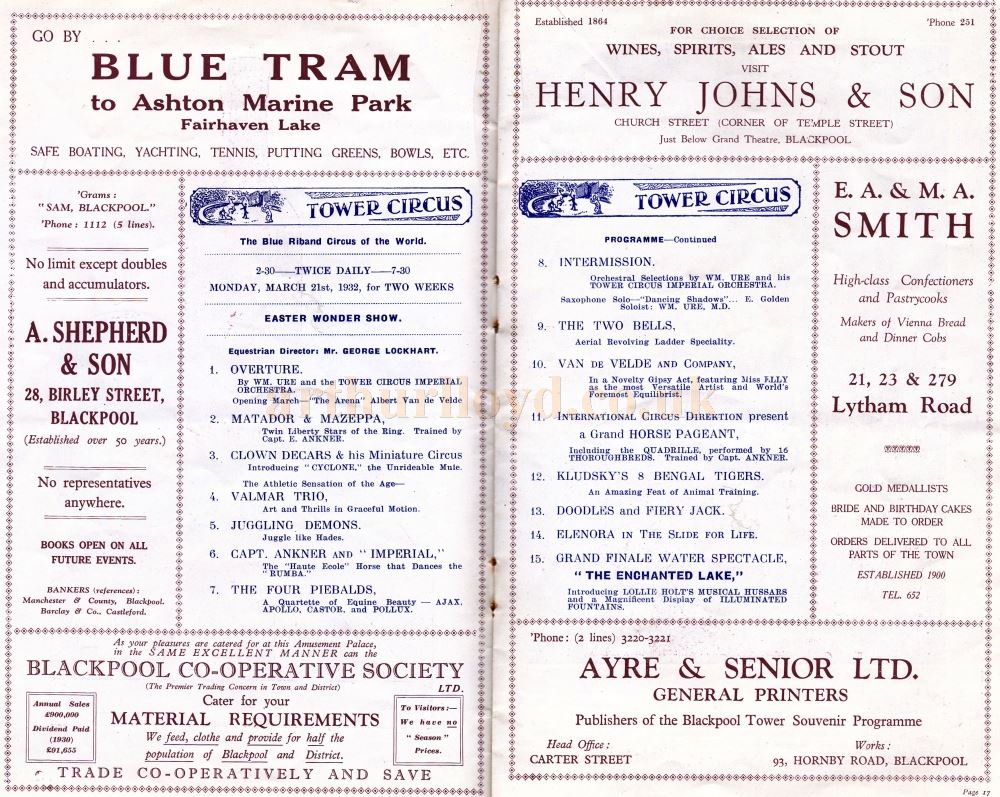 GO BY . . .
BLUE TRAM
to Ashton Marine Park
Fairhaven Lake
SAFE BOATING, YACHTING, TENNIS, PUTTING GREENS, BOWLS, ETC.
'Grams :
"SAM, BLACKPOOL."
'Phone : 1112 (5 lines).
No limit except doubles
and accumulators.
A. SHEPHERD
& SON
28, BIRLEY STREET,
BLACKPOOL
(Established over 50 years.)
No representatives
anywhere.
BOOKS OPEN ON ALL
FUTURE EVENTS.
BANKERS (references) :
Manchester & County, Blackpool.
Barclay & Co., Castleford.
TOWER CIRCUS
The Blue Riband Circus of the World.
2-30—TWICE DAILY—7-30
MONDAY, MARCH 21st, 1932, for TWO WEEKS
EASTER WONDER SHOW.
Equestrian Director: Mr. GEORGE LOCKHART.
1. OVERTURE.
By WM. URE and the TOWER CIRCUS IMPERIAL
ORCHESTRA.
Opening March—"The Arena" Albert Van de Velde
2. MATADOR & MAZEPPA,
Twin Liberty Stars of the Ring. Trained by
Capt. E. ANKNER.
3. CLOWN DECARS & his Miniature Circus
Introducing "CYCLONE," the Unrideable Mule.
The Athletic Sensation of the Age—
4. VALMAR TRIO,
Art and Thrills in Graceful Motion.
5. JUGGLING DEMONS.
Juggle like Hades.
6. CAPT. ANKNER AND " IMPERIAL,"
The "Haute Ecole" Horse that Dances the
"RUMBA."
7. THE FOUR PIEBALDS,
A Quartette of Equine Beauty — AJAX,
APOLLO, CASTOR, and POLLUX.
As your pleasures are catered for at this Amusement Palace,
in the SAME EXCELLENT MANNER can the
BLACKPOOL CO-OPERATIVE SOCIETY
(The Premier Trading Concern in Town and District) LTD.
Annual Sales
£900,000
Dividend Paid
(1930)
£91,655
Cater for your
MATERIAL REQUIREMENTS
We feed, clothe and provide for half the
population of Blackpool and District.
To Visitors:—
We have no
"Season"
Prices.
TRADE CO-OPERATIVELY AND SAVE
Established 1864 'Phone 251
FOR CHOICE SELECTION OF
WINES, SPIRITS, ALES AND STOUT
VISIT
HENRY JOHNS & SON
CHURCH STREET (CORNER OF TEMPLE STREET)
Just Below Grand Theatre, BLACKPOOL
TOWER CIRCUS
PROGRAMME—Continued
8. INTERMISSION.
Orchestral Selections by WM. URE and his
TOWER CIRCUS IMPERIAL ORCHESTRA.
Saxophone Solo—"Dancing Shadows"... E. Golden
Soloist: WM. URE, M.D.
9. THE TWO BELLS,
Aerial Revolving Ladder Speciality.
10. VAN DE VELDE AND COMPANY,
In a Novelty Gipsy Act, featuring Miss ELLY
as the most Versatile Artist and World's
Foremost Equilibrist.
11. INTERNATIONAL CIRCUS DIREKTION present
a Grand HORSE PAGEANT,
Including the QUADRILLE, performed by 16
THOROUGHBREDS. Trained by Capt. ANKNER.
12. KLUDSKY'S 8 BENGAL TIGERS.
An Amazing Feat of Animal Training.
13. DOODLES and FIERY JACK.
14. ELENORA in The Slide for Life.
15. GRAND FINALE WATER SPECTACLE,
" THE ENCHANTED LAKE,"
Introducing LOLLIE HOLT'S MUSICAL HUSSARS
and a Magnificent Display of ILLUMINATED
FOUNTAINS.
E. A. & M. A.
SMITH
High-class Confectioners
and Pastrycooks
Makers of Vienna Bread
and Dinner Cobs
21, 23 & 279
Lytham Road
GOLD MEDALLISTS
BRIDE AND BIRTHDAY CAKES
MADE TO ORDER
ORDERS DELIVERED TO ALL
PARTS OF THE TOWN
ESTABLISHED 1900
TEL. 652
'Phone: (2 lines) 3220-3221
AYRE & SENIOR LTD.
GENERAL PRINTERS
Publishers of the Blackpool Tower Souvenir Programme
Head Office : Works :
CARTER STREET 93, HORNBY ROAD, BLACKPOOL
Page 17
arthurlloyd.co.uk